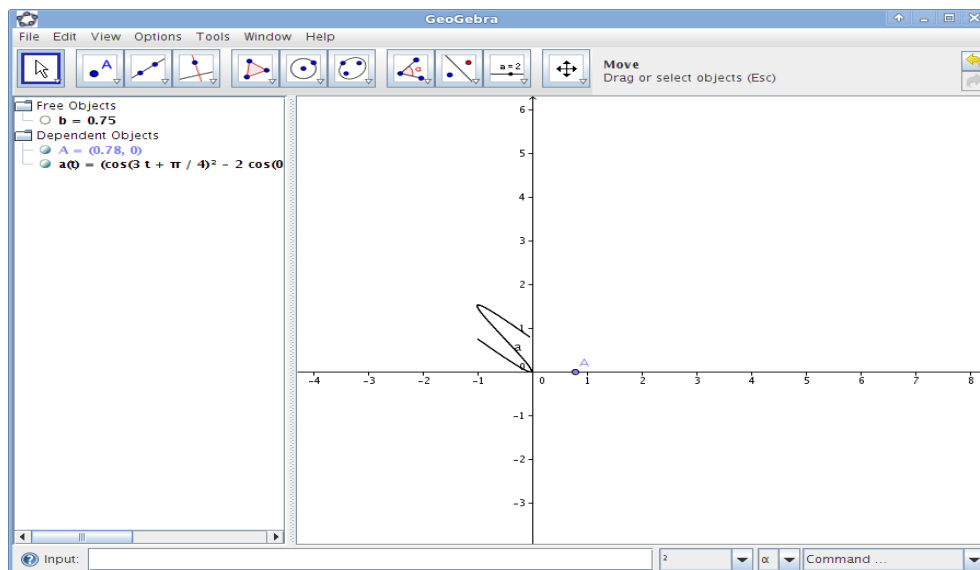 GeoGebra
File Edit View Options Tools Window Help
A
α
a=2
Move
Drag or select objects (Esc)
Free Objects
b = 0.75
Dependent Objects
A = (0.78, 0)
a(t) = (cos(3 t + π / 4)² – 2 cos(0
6
5
4
3
2
1
a
A
0
-4 -3 -2 -1 0 1 2 3 4 5 6 7 8
-1
-2
-3
Input: ² α Command ...